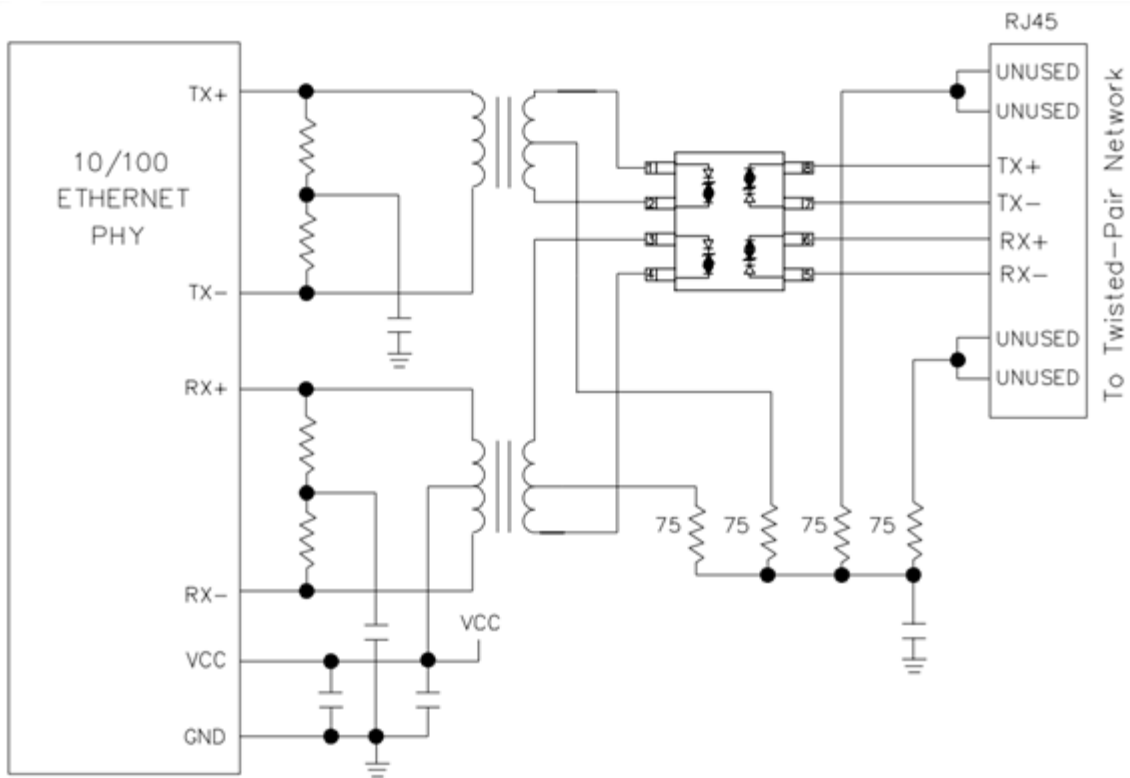 RJ45
UNUSED
UNUSED
TX+
TX-
RX+
RX-
UNUSED
UNUSED
To Twisted-Pair Network
10/100
ETHERNET
PHY
TX+
TX-
RX+
RX-
VCC
GND
VCC
1
2
3
4
8
7
6
5
75
75
75
75